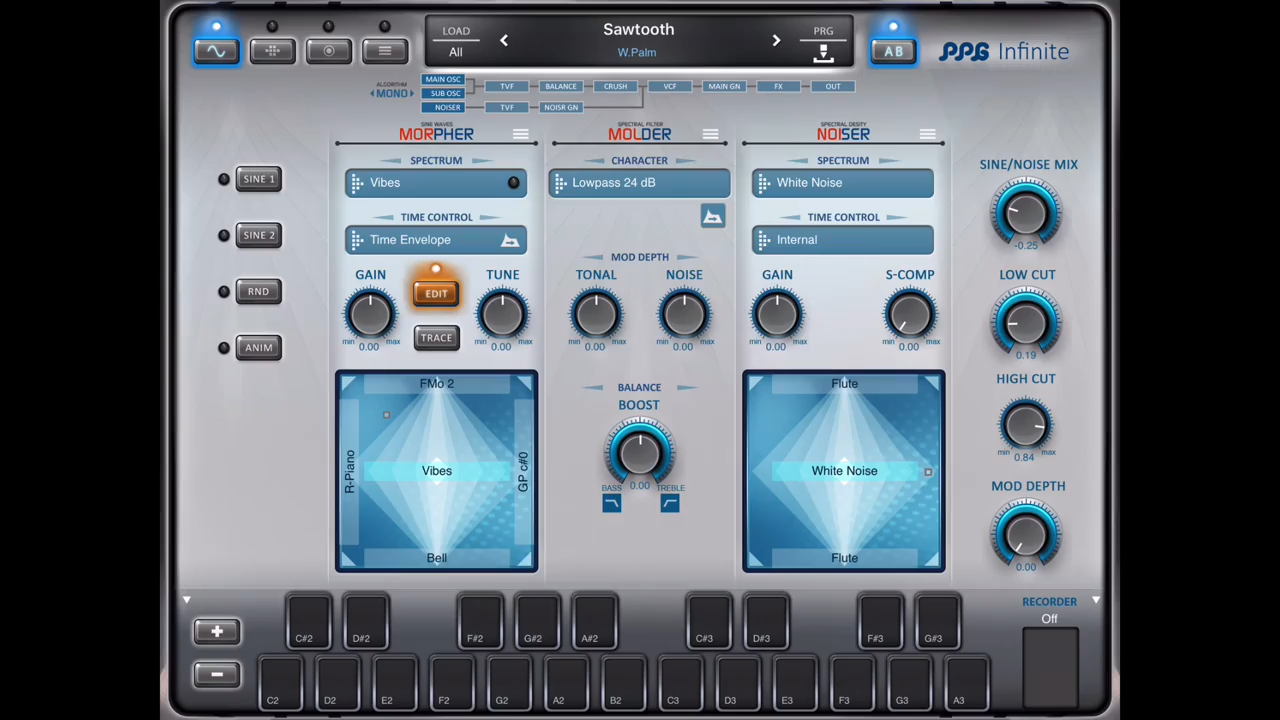 LOAD
All
Sawtooth
W.Palm
PRG
AB
PPG Infinite
ALGORITHM
MONO
MAIN OSC
SUB OSC
NOISER
TVF
BALANCE
CRUSH
VCF
MAIN GN
FX
OUT
TVF
NOISR GN
SINE WAVES
MORPHER
SPECTRAL FILTER
MOLDER
SPECTRAL DESITY
NOISER
SPECTRUM
Vibes
TIME CONTROL
Time Envelope
GAIN
EDIT
TUNE
TRACE
min
0.00
max
min
0.00
max
CHARACTER
Lowpass 24 dB
MOD DEPTH
TONAL
NOISE
min
0.00
max
min
0.00
max
SPECTRUM
White Noise
TIME CONTROL
Internal
GAIN
S-COMP
min
0.00
max
min
0.00
max
SINE 1
SINE 2
RND
ANIM
SINE/NOISE MIX
-0.25
LOW CUT
0.19
HIGH CUT
min
0.84
max
MOD DEPTH
0.00
FMo 2
R-Piano
Vibes
GP c#0
Bell
BALANCE
BOOST
BASS
0.00
TREBLE
Flute
White Noise
Flute
RECORDER
Off
+
-
C#2
D#2
F#2
G#2
A#2
C#3
D#3
F#3
G#3
C2
D2
E2
F2
G2
A2
B2
C3
D3
E3
F3
G3
A3